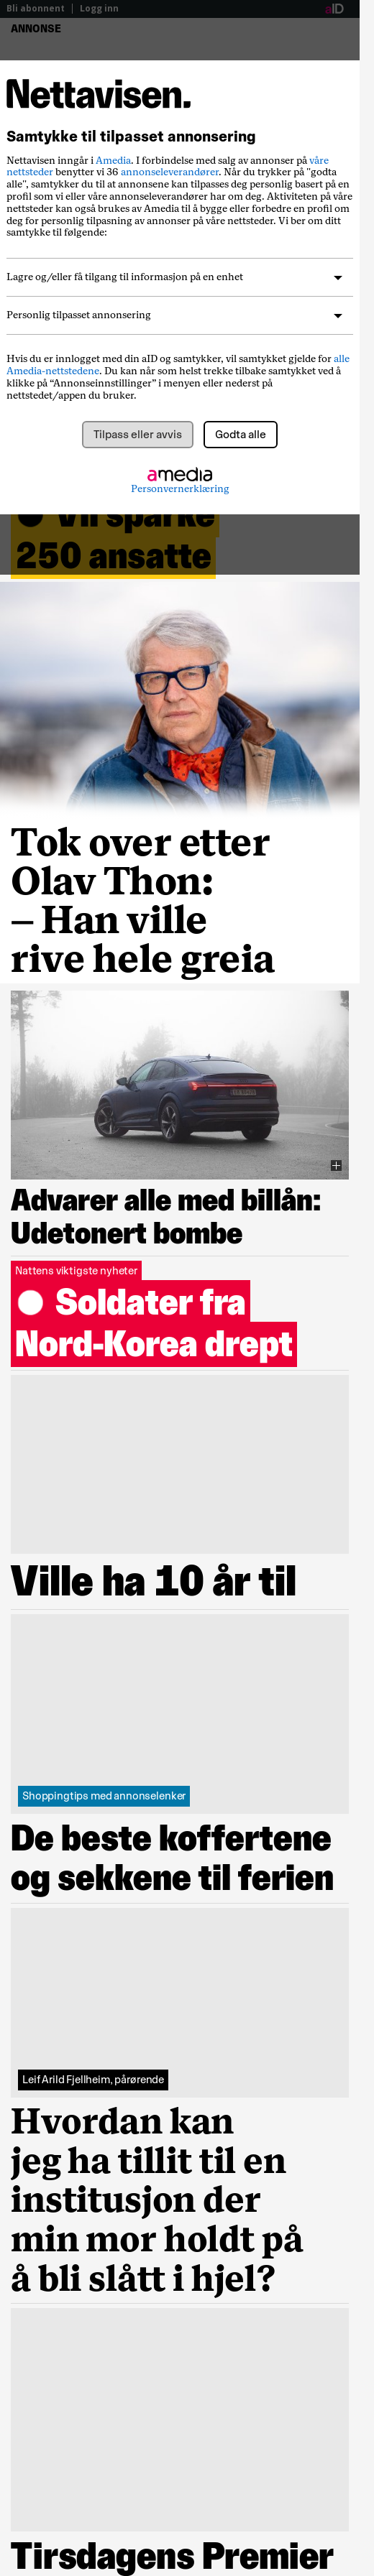 Bli abonnent | Logg inn aID
ANNONSE
Nettavisen.
Samtykke til tilpasset annonsering
Nettavisen inngår i Amedia. I forbindelse med salg av annonser på våre
nettsteder benytter vi 36 annonseleverandører. Når du trykker på "godta
alle", samtykker du til at annonsene kan tilpasses deg personlig basert på en
profil som vi eller våre annonseleverandører har om deg. Aktiviteten på våre
nettsteder kan også brukes av Amedia til å bygge eller forbedre en profil om
deg for personlig tilpasning av annonser på våre nettsteder. Vi ber om ditt
samtykke til følgende:
Lagre og/eller få tilgang til informasjon på en enhet
Personlig tilpasset annonsering
Hvis du er innlogget med din aID og samtykker, vil samtykket gjelde for alle
Amedia-nettstedene. Du kan når som helst trekke tilbake samtykket ved å
klikke på “Annonseinnstillinger” i menyen eller nederst på
nettstedet/appen du bruker.
Tilpass eller avvis Godta alle
amedia
Personvernerklæring
Vil sparke
250 ansatte
Tok over etter
Olav Thon:
– Han ville
rive hele greia
Advarer alle med billån:
Udetonert bombe
Nattens viktigste nyheter
Soldater fra
Nord-Korea drept
Ville ha 10 år til
Shoppingtips med annonselenker
De beste koffertene
og sekkene til ferien
Leif Arild Fjellheim, pårørende
Hvordan kan
jeg ha tillit til en
institusjon der
min mor holdt på
å bli slått i hjel?
Tirsdagens Premier